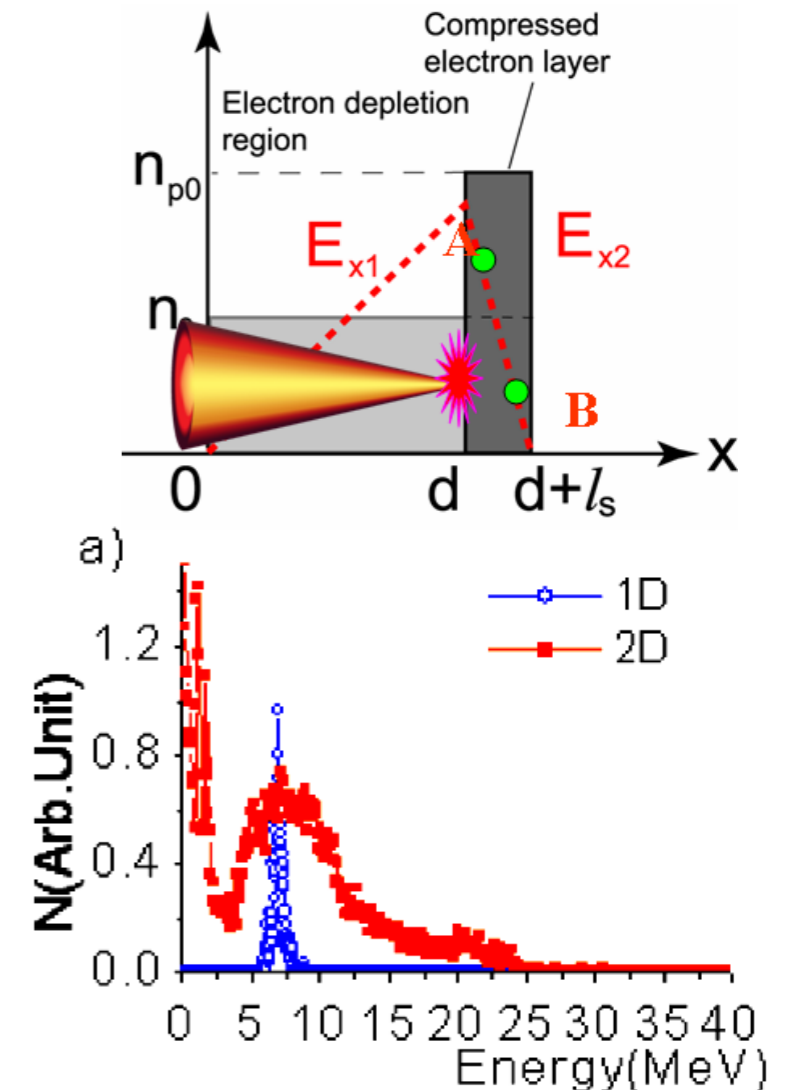 Compressed
electron layer
Electron depletion
region
n_p0
E_x1
A
E_x2
n
B
0
d
d+l_s
x
a)
1D
2D
N(Arb.Unit)
1.2
0.8
0.4
0.0
0 5 10 15 20 25 30 35 40
Energy(MeV)